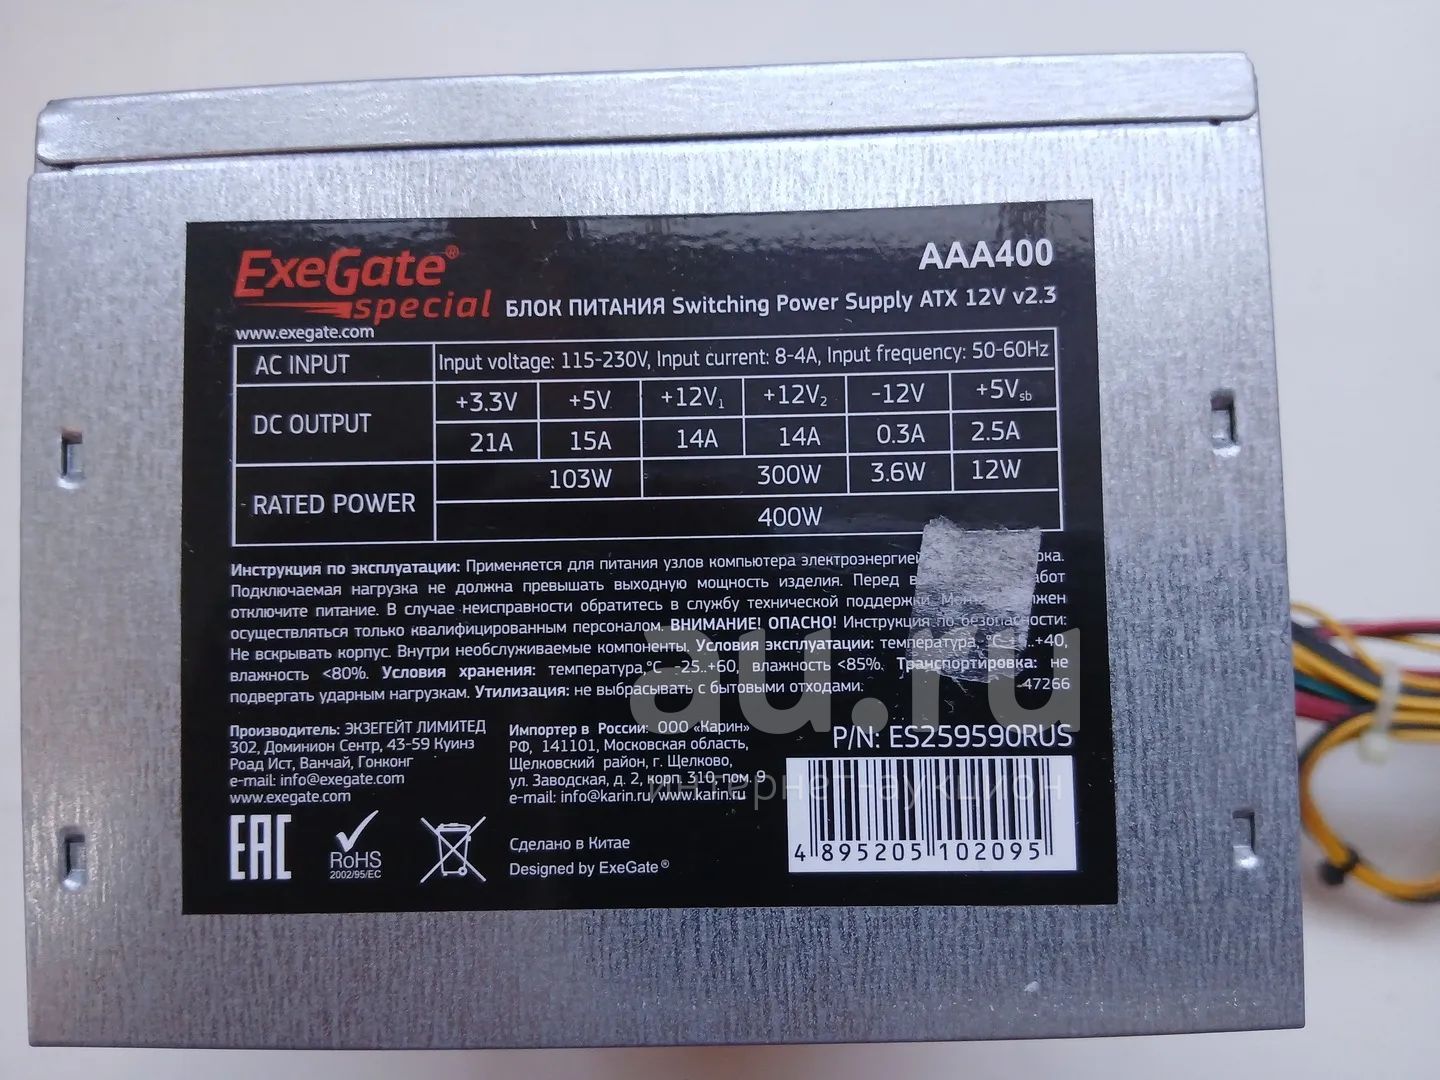 ExeGate®
special
AAA400
БЛОК ПИТАНИЯ Switching Power Supply ATX 12V v2.3
www.exegate.com
AC INPUT Input voltage: 115-230V, Input current: 8-4A, Input frequency: 50-60Hz
DC OUTPUT +3.3V +5V +12V1 +12V2 -12V +5Vsb
21A 15A 14A 14A 0.3A 2.5A
RATED POWER 103W 300W 3.6W 12W
400W
Инструкция по эксплуатации: Применяется для питания узлов компьютера электроэнергией
Подключаемая нагрузка не должна превышать выходную мощность изделия. Перед
отключите питание. В случае неисправности обратитесь в службу технической поддержки.
осуществляться только квалифицированным персоналом. ВНИМАНИЕ! ОПАСНО! Инструкция по безопасности:
Не вскрывать корпус. Внутри необслуживаемые компоненты. Условия эксплуатации: температура, °C +40,
влажность <80%. Условия хранения: температура,°C -25..+60, влажность <85%. Транспортировка: не
подвергать ударным нагрузкам. Утилизация: не выбрасывать с бытовыми отходами. -47266
Производитель: ЭКЗЕГЕЙТ ЛИМИТЕД
302, Доминион Сентр, 43-59 Куинз
Роад Ист, Ванчай, Гонконг
e-mail: info@exegate.com
www.exegate.com
Импортер в России: ООО «Карин»
РФ, 141101, Московская область,
Щелковский район, г. Щелково,
ул. Заводская, д. 2, корп. 310, пом. 9
e-mail: info@karin.ru, www.karin.ru
P/N: ES259590RUS
4 895205 102095
EAC
RoHS
2002/95/EC
Сделано в Китае
Designed by ExeGate®
au.ru
интернет-аукцион